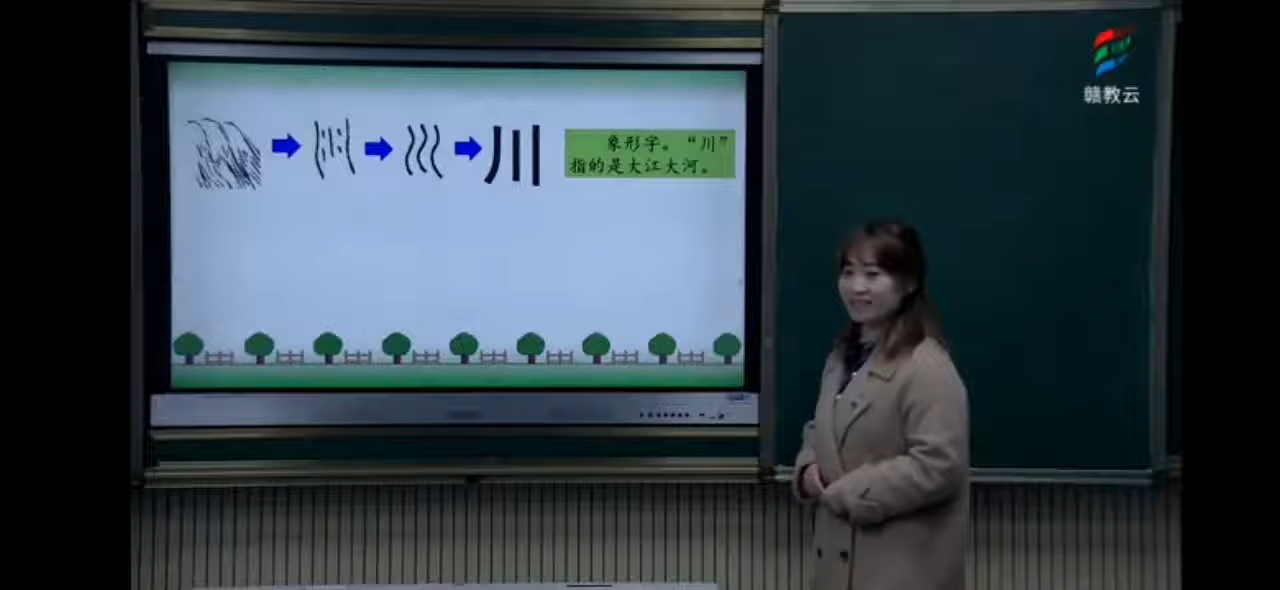 川
象形字。“川”
指的是大江大河。
赣教云